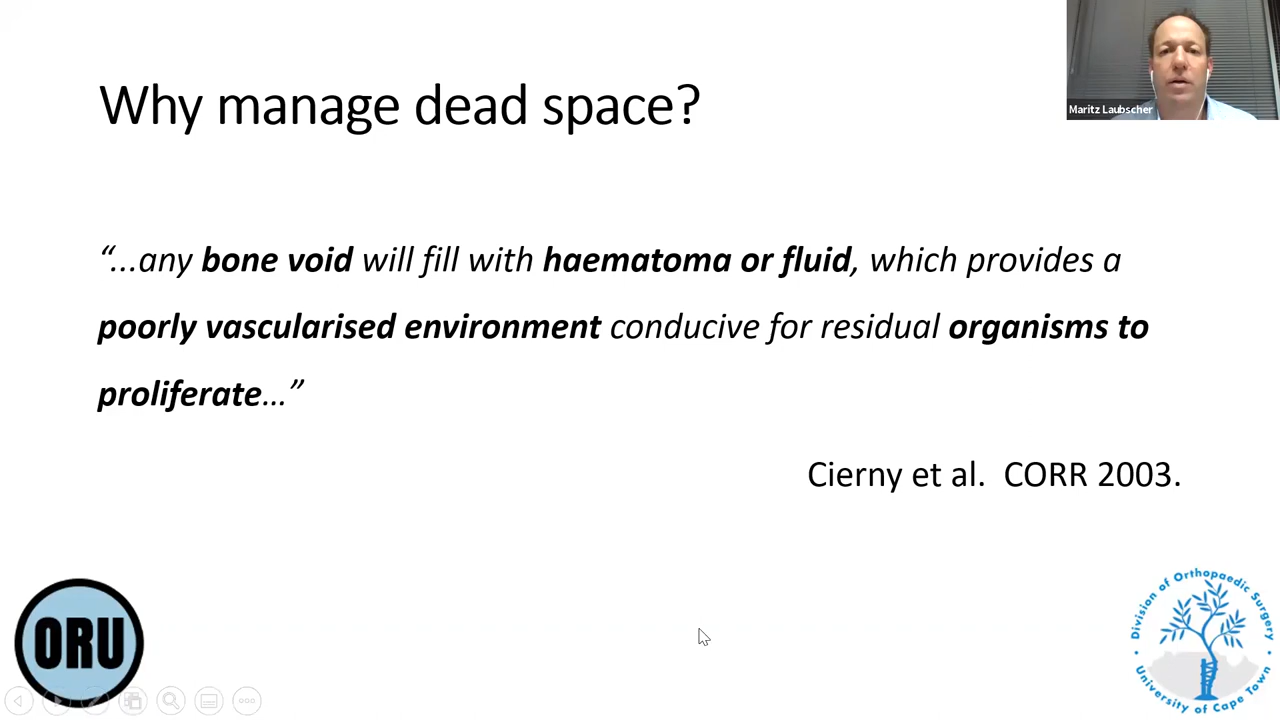 Why manage dead space?
Maritz Laubscher
“...any bone void will fill with haematoma or fluid, which provides a
poorly vascularised environment conducive for residual organisms to
proliferate…”
Cierny et al.  CORR 2003.
ORU
Division of Orthopaedic Surgery
University of Cape Town